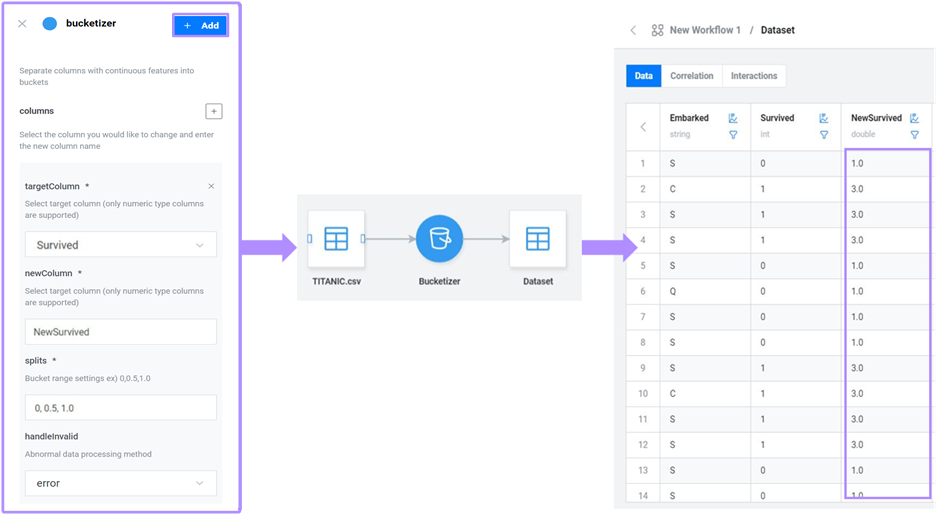 bucketizer
+ Add
Separate columns with continuous features into
buckets
columns
+
Select the column you would like to change and enter
the new column name
targetColumn *
Select target column (only numeric type columns
are supported)
Survived
newColumn *
Select target column (only numeric type columns
are supported)
NewSurvived
splits *
Bucket range settings ex) 0,0.5,1.0
0, 0.5, 1.0
handleInvalid
Abnormal data processing method
error
TITANIC.csv
Bucketizer
Dataset
New Workflow 1 / Dataset
Data Correlation Interactions
Embarked Survived NewSurvived
string int double
1 S 0 1.0
2 C 1 3.0
3 S 1 3.0
4 S 1 3.0
5 S 0 1.0
6 Q 0 1.0
7 S 0 1.0
8 S 0 1.0
9 S 1 3.0
10 C 1 3.0
11 S 1 3.0
12 S 1 3.0
13 S 0 1.0
14 S 0 1.0